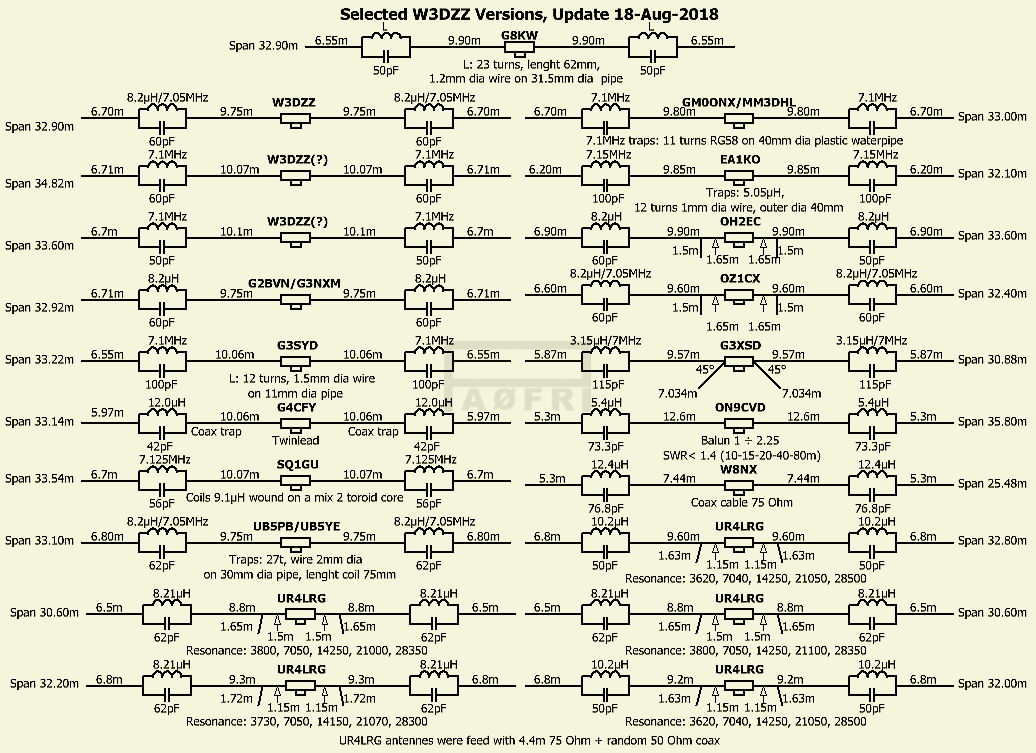 Selected W3DZZ Versions, Update 18-Aug-2018
L G8KW L
Span 32.90m 6.55m 9.90m 9.90m 6.55m
50pF L: 23 turns, lenght 62mm, 50pF
1.2mm dia wire on 31.5mm dia pipe
8.2µH/7.05MHz W3DZZ 8.2µH/7.05MHz
Span 32.90m 6.70m 9.75m 9.75m 6.70m
60pF 60pF
7.1MHz GM0ONX/MM3DHL 7.1MHz
6.70m 9.80m 9.80m 6.70m Span 33.00m
7.1MHz traps: 11 turns RG58 on 40mm dia plastic waterpipe
7.1MHz W3DZZ(?) 7.1MHz
Span 34.82m 6.71m 10.07m 10.07m 6.71m
60pF 60pF
7.15MHz EA1KO 7.15MHz
6.20m 9.85m 9.85m 6.20m Span 32.10m
100pF Traps: 5.05µH, 100pF
12 turns 1mm dia wire, outer dia 40mm
7.1MHz W3DZZ(?) 7.1MHz
Span 33.60m 6.7m 10.1m 10.1m 6.7m
50pF 50pF
8.2µH OH2EC 8.2µH
6.90m 9.90m 9.90m 6.90m Span 33.60m
1.5m 1.5m
60pF 1.65m 1.65m 60pF
8.2µH G2BVN/G3NXM 8.2µH
Span 32.92m 6.71m 9.75m 9.75m 6.71m
60pF 60pF
8.2µH/7.05MHz OZ1CX 8.2µH/7.05MHz
6.60m 9.60m 9.60m 6.60m Span 32.40m
1.5m 1.5m
60pF 1.65m 1.65m 60pF
7.1MHz G3SYD 7.1MHz
Span 33.22m 6.55m 10.06m 10.06m 6.55m
100pF L: 12 turns, 1.5mm dia wire 100pF
on 11mm dia pipe
3.15µH/7MHz G3XSD 3.15µH/7MHz
5.87m 9.57m 9.57m 5.87m Span 30.88m
115pF 45° 45° 115pF
7.034m 7.034m
12.0µH G4CFY 12.0µH
Span 33.14m 5.97m 10.06m 10.06m 5.97m
Coax trap Twinlead Coax trap
42pF 42pF
5.4µH ON9CVD 5.4µH
5.3m 12.6m 12.6m 5.3m Span 35.80m
73.3pF Balun 1 ÷ 2.25 73.3pF
SWR< 1.4 (10-15-20-40-80m)
7.125MHz SQ1GU 7.125MHz
Span 33.54m 6.7m 10.07m 10.07m 6.7m
56pF Coils 9.1µH wound on a mix 2 toroid core 56pF
12.4µH W8NX 12.4µH
5.3m 7.44m 7.44m 5.3m Span 25.48m
76.8pF Coax cable 75 Ohm 76.8pF
8.2µH/7.05MHz UB5PB/UB5YE 8.2µH/7.05MHz
Span 33.10m 6.80m 9.75m 9.75m 6.80m
62pF Traps: 27t, wire 2mm dia 62pF
on 30mm dia pipe, lenght coil 75mm
10.2µH UR4LRG 10.2µH
6.8m 9.60m 9.60m 6.8m Span 32.80m
1.63m 1.63m
50pF 1.15m 1.15m 50pF
Resonance: 3620, 7040, 14250, 21050, 28500
8.21µH UR4LRG 8.21µH
Span 30.60m 6.5m 8.8m 8.8m 6.5m
1.65m 1.65m
62pF 1.5m 1.5m 62pF
Resonance: 3800, 7050, 14250, 21000, 28350
8.21µH UR4LRG 8.21µH
6.5m 8.8m 8.8m 6.5m Span 30.60m
1.65m 1.65m
62pF 1.5m 1.5m 62pF
Resonance: 3800, 7050, 14250, 21100, 28350
8.21µH UR4LRG 8.21µH
Span 32.20m 6.8m 9.3m 9.3m 6.8m
1.72m 1.72m
62pF 1.15m 1.15m 62pF
Resonance: 3730, 7050, 14150, 21070, 28300
10.2µH UR4LRG 10.2µH
6.8m 9.2m 9.2m 6.8m Span 32.00m
1.63m 1.63m
50pF 1.15m 1.15m 50pF
Resonance: 3620, 7040, 14250, 21050, 28500
UR4LRG antennes were feed with 4.4m 75 Ohm + random 50 Ohm coax